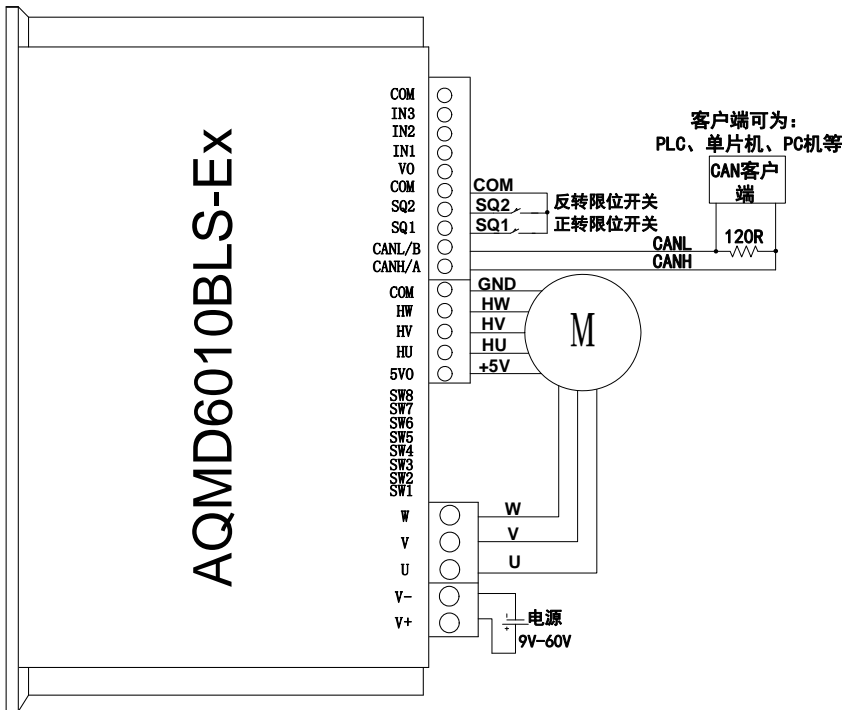 AQMD6010BLS-Ex
COM
IN3
IN2
IN1
VO
COM
SQ2
SQ1
CANL/B
CANH/A
COM
HW
HV
HU
5VO
SW8
SW7
SW6
SW5
SW4
SW3
SW2
SW1
W
V
U
V-
V+
COM
SQ2
反转限位开关
SQ1
正转限位开关
客户端可为：
PLC、单片机、PC机等
CAN客户
端
120R
CANL
CANH
GND
HW
HV
HU
+5V
M
W
V
U
-
+
电源
9V-60V